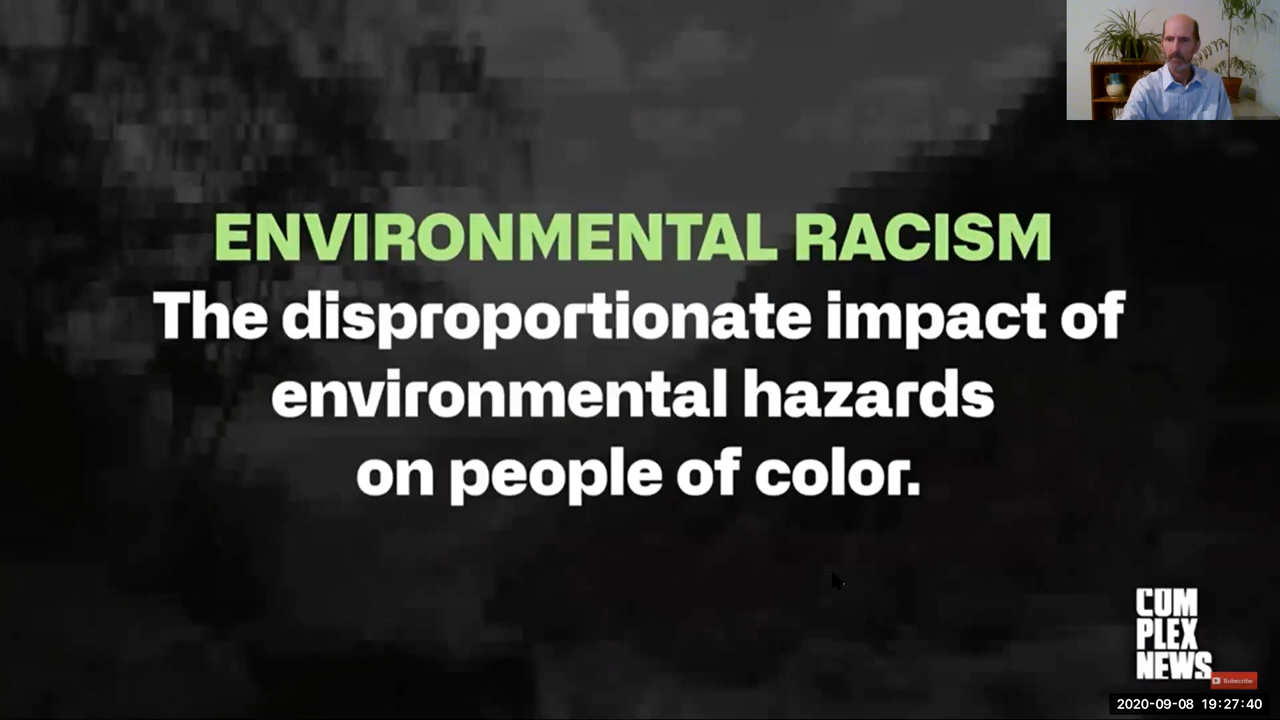 ENVIRONMENTAL RACISM
The disproportionate impact of
environmental hazards
on people of color.
COM
PLEX
NEWS
Subscribe
2020-09-08 19:27:40